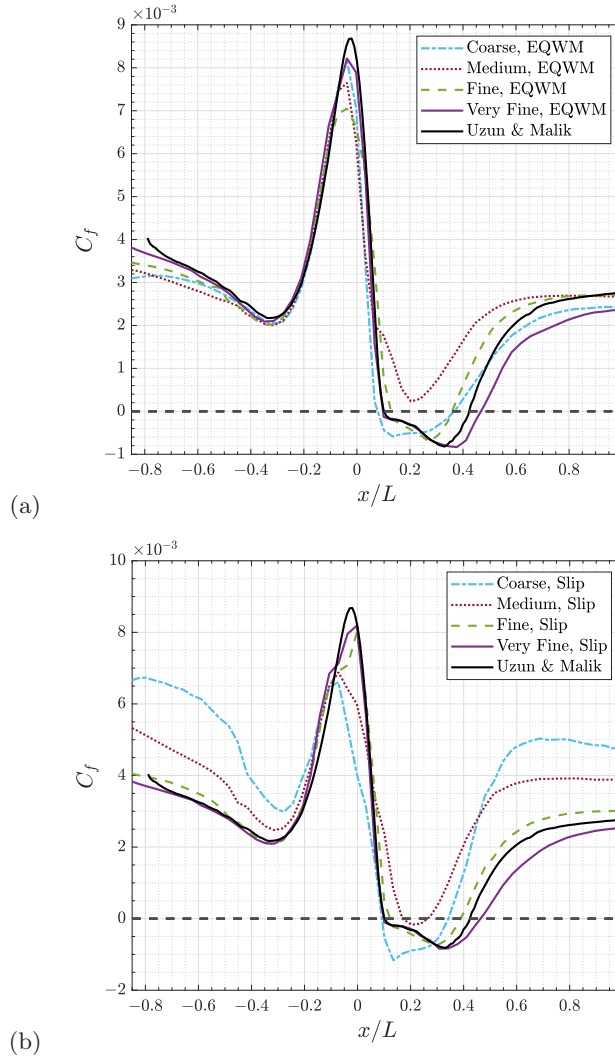 ×10⁻³
9
8
7
6
5
4
3
2
1
0
−1
C_f
Coarse, EQWM
Medium, EQWM
Fine, EQWM
Very Fine, EQWM
Uzun & Malik
−0.8 −0.6 −0.4 −0.2 0 0.2 0.4 0.6 0.8
x/L
(a)
×10⁻³
10
8
6
4
2
0
−2
C_f
Coarse, Slip
Medium, Slip
Fine, Slip
Very Fine, Slip
Uzun & Malik
−0.8 −0.6 −0.4 −0.2 0 0.2 0.4 0.6 0.8
x/L
(b)